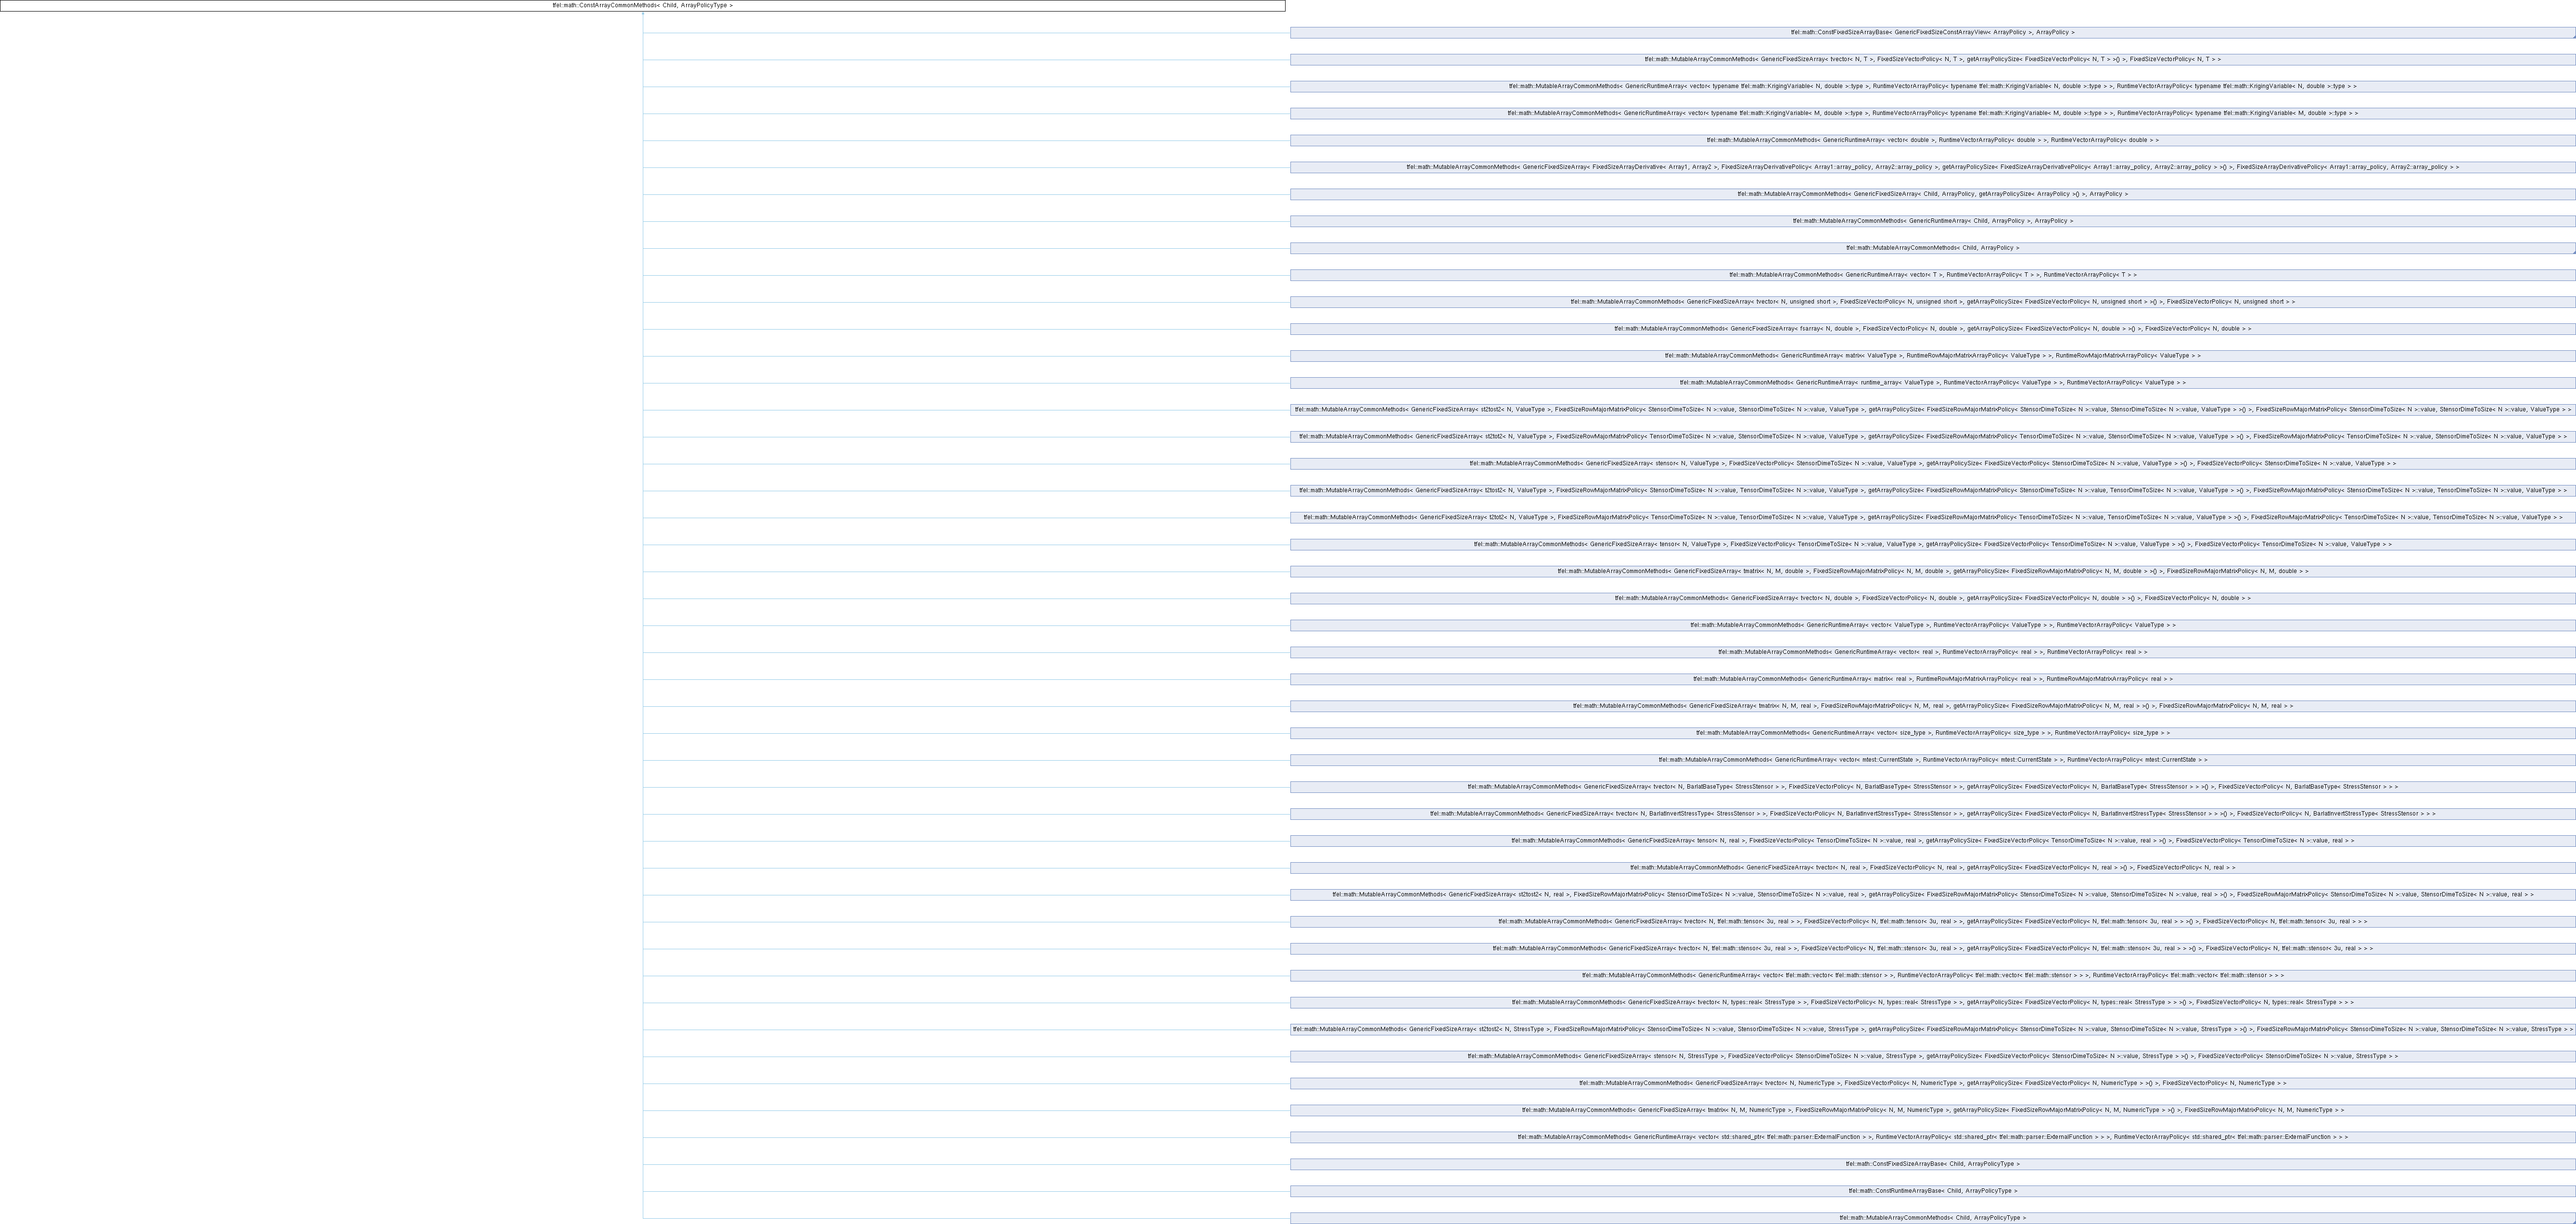 tfel::math::ConstArrayCommonMethods< Child, ArrayPolicyType >
tfel::math::ConstFixedSizeArrayBase< GenericFixedSizeConstArrayView< ArrayPolicy >, ArrayPolicy >
tfel::math::MutableArrayCommonMethods< GenericFixedSizeArray< tvector< N, T >, FixedSizeVectorPolicy< N, T >, getArrayPolicySize< FixedSizeVectorPolicy< N, T > >() >, FixedSizeVectorPolicy< N, T > >
tfel::math::MutableArrayCommonMethods< GenericRuntimeArray< vector< typename tfel::math::KrigingVariable< N, double >::type >, RuntimeVectorArrayPolicy< typename tfel::math::KrigingVariable< N, double >::type > >, RuntimeVectorArrayPolicy< typename tfel::math::KrigingVariable< N, double >::type > >
tfel::math::MutableArrayCommonMethods< GenericRuntimeArray< vector< typename tfel::math::KrigingVariable< M, double >::type >, RuntimeVectorArrayPolicy< typename tfel::math::KrigingVariable< M, double >::type > >, RuntimeVectorArrayPolicy< typename tfel::math::KrigingVariable< M, double >::type > >
tfel::math::MutableArrayCommonMethods< GenericRuntimeArray< vector< double >, RuntimeVectorArrayPolicy< double > >, RuntimeVectorArrayPolicy< double > >
tfel::math::MutableArrayCommonMethods< GenericFixedSizeArray< FixedSizeArrayDerivative< Array1, Array2 >, FixedSizeArrayDerivativePolicy< Array1::array_policy, Array2::array_policy >, getArrayPolicySize< FixedSizeArrayDerivativePolicy< Array1::array_policy, Array2::array_policy > >() >, FixedSizeArrayDerivativePolicy< Array1::array_policy, Array2::array_policy > >
tfel::math::MutableArrayCommonMethods< GenericFixedSizeArray< Child, ArrayPolicy, getArrayPolicySize< ArrayPolicy >() >, ArrayPolicy >
tfel::math::MutableArrayCommonMethods< GenericRuntimeArray< Child, ArrayPolicy >, ArrayPolicy >
tfel::math::MutableArrayCommonMethods< Child, ArrayPolicy >
tfel::math::MutableArrayCommonMethods< GenericRuntimeArray< vector< T >, RuntimeVectorArrayPolicy< T > >, RuntimeVectorArrayPolicy< T > >
tfel::math::MutableArrayCommonMethods< GenericFixedSizeArray< tvector< N, unsigned short >, FixedSizeVectorPolicy< N, unsigned short >, getArrayPolicySize< FixedSizeVectorPolicy< N, unsigned short > >() >, FixedSizeVectorPolicy< N, unsigned short > >
tfel::math::MutableArrayCommonMethods< GenericFixedSizeArray< fsarray< N, double >, FixedSizeVectorPolicy< N, double >, getArrayPolicySize< FixedSizeVectorPolicy< N, double > >() >, FixedSizeVectorPolicy< N, double > >
tfel::math::MutableArrayCommonMethods< GenericRuntimeArray< matrix< ValueType >, RuntimeRowMajorMatrixArrayPolicy< ValueType > >, RuntimeRowMajorMatrixArrayPolicy< ValueType > >
tfel::math::MutableArrayCommonMethods< GenericRuntimeArray< runtime_array< ValueType >, RuntimeVectorArrayPolicy< ValueType > >, RuntimeVectorArrayPolicy< ValueType > >
tfel::math::MutableArrayCommonMethods< GenericFixedSizeArray< st2tost2< N, ValueType >, FixedSizeRowMajorMatrixPolicy< StensorDimeToSize< N >::value, StensorDimeToSize< N >::value, ValueType >, getArrayPolicySize< FixedSizeRowMajorMatrixPolicy< StensorDimeToSize< N >::value, StensorDimeToSize< N >::value, ValueType > >() >, FixedSizeRowMajorMatrixPolicy< StensorDimeToSize< N >::value, StensorDimeToSize< N >::value, ValueType > >
tfel::math::MutableArrayCommonMethods< GenericFixedSizeArray< st2tot2< N, ValueType >, FixedSizeRowMajorMatrixPolicy< TensorDimeToSize< N >::value, StensorDimeToSize< N >::value, ValueType >, getArrayPolicySize< FixedSizeRowMajorMatrixPolicy< TensorDimeToSize< N >::value, StensorDimeToSize< N >::value, ValueType > >() >, FixedSizeRowMajorMatrixPolicy< TensorDimeToSize< N >::value, StensorDimeToSize< N >::value, ValueType > >
tfel::math::MutableArrayCommonMethods< GenericFixedSizeArray< stensor< N, ValueType >, FixedSizeVectorPolicy< StensorDimeToSize< N >::value, ValueType >, getArrayPolicySize< FixedSizeVectorPolicy< StensorDimeToSize< N >::value, ValueType > >() >, FixedSizeVectorPolicy< StensorDimeToSize< N >::value, ValueType > >
tfel::math::MutableArrayCommonMethods< GenericFixedSizeArray< t2tost2< N, ValueType >, FixedSizeRowMajorMatrixPolicy< StensorDimeToSize< N >::value, TensorDimeToSize< N >::value, ValueType >, getArrayPolicySize< FixedSizeRowMajorMatrixPolicy< StensorDimeToSize< N >::value, TensorDimeToSize< N >::value, ValueType > >() >, FixedSizeRowMajorMatrixPolicy< StensorDimeToSize< N >::value, TensorDimeToSize< N >::value, ValueType > >
tfel::math::MutableArrayCommonMethods< GenericFixedSizeArray< t2tot2< N, ValueType >, FixedSizeRowMajorMatrixPolicy< TensorDimeToSize< N >::value, TensorDimeToSize< N >::value, ValueType >, getArrayPolicySize< FixedSizeRowMajorMatrixPolicy< TensorDimeToSize< N >::value, TensorDimeToSize< N >::value, ValueType > >() >, FixedSizeRowMajorMatrixPolicy< TensorDimeToSize< N >::value, TensorDimeToSize< N >::value, ValueType > >
tfel::math::MutableArrayCommonMethods< GenericFixedSizeArray< tensor< N, ValueType >, FixedSizeVectorPolicy< TensorDimeToSize< N >::value, ValueType >, getArrayPolicySize< FixedSizeVectorPolicy< TensorDimeToSize< N >::value, ValueType > >() >, FixedSizeVectorPolicy< TensorDimeToSize< N >::value, ValueType > >
tfel::math::MutableArrayCommonMethods< GenericFixedSizeArray< tmatrix< N, M, double >, FixedSizeRowMajorMatrixPolicy< N, M, double >, getArrayPolicySize< FixedSizeRowMajorMatrixPolicy< N, M, double > >() >, FixedSizeRowMajorMatrixPolicy< N, M, double > >
tfel::math::MutableArrayCommonMethods< GenericFixedSizeArray< tvector< N, double >, FixedSizeVectorPolicy< N, double >, getArrayPolicySize< FixedSizeVectorPolicy< N, double > >() >, FixedSizeVectorPolicy< N, double > >
tfel::math::MutableArrayCommonMethods< GenericRuntimeArray< vector< ValueType >, RuntimeVectorArrayPolicy< ValueType > >, RuntimeVectorArrayPolicy< ValueType > >
tfel::math::MutableArrayCommonMethods< GenericRuntimeArray< vector< real >, RuntimeVectorArrayPolicy< real > >, RuntimeVectorArrayPolicy< real > >
tfel::math::MutableArrayCommonMethods< GenericRuntimeArray< matrix< real >, RuntimeRowMajorMatrixArrayPolicy< real > >, RuntimeRowMajorMatrixArrayPolicy< real > >
tfel::math::MutableArrayCommonMethods< GenericFixedSizeArray< tmatrix< N, M, real >, FixedSizeRowMajorMatrixPolicy< N, M, real >, getArrayPolicySize< FixedSizeRowMajorMatrixPolicy< N, M, real > >() >, FixedSizeRowMajorMatrixPolicy< N, M, real > >
tfel::math::MutableArrayCommonMethods< GenericRuntimeArray< vector< size_type >, RuntimeVectorArrayPolicy< size_type > >, RuntimeVectorArrayPolicy< size_type > >
tfel::math::MutableArrayCommonMethods< GenericRuntimeArray< vector< mtest::CurrentState >, RuntimeVectorArrayPolicy< mtest::CurrentState > >, RuntimeVectorArrayPolicy< mtest::CurrentState > >
tfel::math::MutableArrayCommonMethods< GenericFixedSizeArray< tvector< N, BarlatBaseType< StressStensor > >, FixedSizeVectorPolicy< N, BarlatBaseType< StressStensor > >, getArrayPolicySize< FixedSizeVectorPolicy< N, BarlatBaseType< StressStensor > > >() >, FixedSizeVectorPolicy< N, BarlatBaseType< StressStensor > > >
tfel::math::MutableArrayCommonMethods< GenericFixedSizeArray< tvector< N, BarlatInvertStressType< StressStensor > >, FixedSizeVectorPolicy< N, BarlatInvertStressType< StressStensor > >, getArrayPolicySize< FixedSizeVectorPolicy< N, BarlatInvertStressType< StressStensor > > >() >, FixedSizeVectorPolicy< N, BarlatInvertStressType< StressStensor > > >
tfel::math::MutableArrayCommonMethods< GenericFixedSizeArray< tensor< N, real >, FixedSizeVectorPolicy< TensorDimeToSize< N >::value, real >, getArrayPolicySize< FixedSizeVectorPolicy< TensorDimeToSize< N >::value, real > >() >, FixedSizeVectorPolicy< TensorDimeToSize< N >::value, real > >
tfel::math::MutableArrayCommonMethods< GenericFixedSizeArray< tvector< N, real >, FixedSizeVectorPolicy< N, real >, getArrayPolicySize< FixedSizeVectorPolicy< N, real > >() >, FixedSizeVectorPolicy< N, real > >
tfel::math::MutableArrayCommonMethods< GenericFixedSizeArray< st2tost2< N, real >, FixedSizeRowMajorMatrixPolicy< StensorDimeToSize< N >::value, StensorDimeToSize< N >::value, real >, getArrayPolicySize< FixedSizeRowMajorMatrixPolicy< StensorDimeToSize< N >::value, StensorDimeToSize< N >::value, real > >() >, FixedSizeRowMajorMatrixPolicy< StensorDimeToSize< N >::value, StensorDimeToSize< N >::value, real > >
tfel::math::MutableArrayCommonMethods< GenericFixedSizeArray< tvector< N, tfel::math::tensor< 3u, real > >, FixedSizeVectorPolicy< N, tfel::math::tensor< 3u, real > >, getArrayPolicySize< FixedSizeVectorPolicy< N, tfel::math::tensor< 3u, real > > >() >, FixedSizeVectorPolicy< N, tfel::math::tensor< 3u, real > > >
tfel::math::MutableArrayCommonMethods< GenericFixedSizeArray< tvector< N, tfel::math::stensor< 3u, real > >, FixedSizeVectorPolicy< N, tfel::math::stensor< 3u, real > >, getArrayPolicySize< FixedSizeVectorPolicy< N, tfel::math::stensor< 3u, real > > >() >, FixedSizeVectorPolicy< N, tfel::math::stensor< 3u, real > > >
tfel::math::MutableArrayCommonMethods< GenericRuntimeArray< vector< tfel::math::vector< tfel::math::stensor > >, RuntimeVectorArrayPolicy< tfel::math::vector< tfel::math::stensor > > >, RuntimeVectorArrayPolicy< tfel::math::vector< tfel::math::stensor > > >
tfel::math::MutableArrayCommonMethods< GenericFixedSizeArray< tvector< N, types::real< StressType > >, FixedSizeVectorPolicy< N, types::real< StressType > >, getArrayPolicySize< FixedSizeVectorPolicy< N, types::real< StressType > > >() >, FixedSizeVectorPolicy< N, types::real< StressType > > >
tfel::math::MutableArrayCommonMethods< GenericFixedSizeArray< st2tost2< N, StressType >, FixedSizeRowMajorMatrixPolicy< StensorDimeToSize< N >::value, StensorDimeToSize< N >::value, StressType >, getArrayPolicySize< FixedSizeRowMajorMatrixPolicy< StensorDimeToSize< N >::value, StensorDimeToSize< N >::value, StressType > >() >, FixedSizeRowMajorMatrixPolicy< StensorDimeToSize< N >::value, StensorDimeToSize< N >::value, StressType > >
tfel::math::MutableArrayCommonMethods< GenericFixedSizeArray< stensor< N, StressType >, FixedSizeVectorPolicy< StensorDimeToSize< N >::value, StressType >, getArrayPolicySize< FixedSizeVectorPolicy< StensorDimeToSize< N >::value, StressType > >() >, FixedSizeVectorPolicy< StensorDimeToSize< N >::value, StressType > >
tfel::math::MutableArrayCommonMethods< GenericFixedSizeArray< tvector< N, NumericType >, FixedSizeVectorPolicy< N, NumericType >, getArrayPolicySize< FixedSizeVectorPolicy< N, NumericType > >() >, FixedSizeVectorPolicy< N, NumericType > >
tfel::math::MutableArrayCommonMethods< GenericFixedSizeArray< tmatrix< N, M, NumericType >, FixedSizeRowMajorMatrixPolicy< N, M, NumericType >, getArrayPolicySize< FixedSizeRowMajorMatrixPolicy< N, M, NumericType > >() >, FixedSizeRowMajorMatrixPolicy< N, M, NumericType > >
tfel::math::MutableArrayCommonMethods< GenericRuntimeArray< vector< std::shared_ptr< tfel::math::parser::ExternalFunction > >, RuntimeVectorArrayPolicy< std::shared_ptr< tfel::math::parser::ExternalFunction > > >, RuntimeVectorArrayPolicy< std::shared_ptr< tfel::math::parser::ExternalFunction > > >
tfel::math::ConstFixedSizeArrayBase< Child, ArrayPolicyType >
tfel::math::ConstRuntimeArrayBase< Child, ArrayPolicyType >
tfel::math::MutableArrayCommonMethods< Child, ArrayPolicyType >